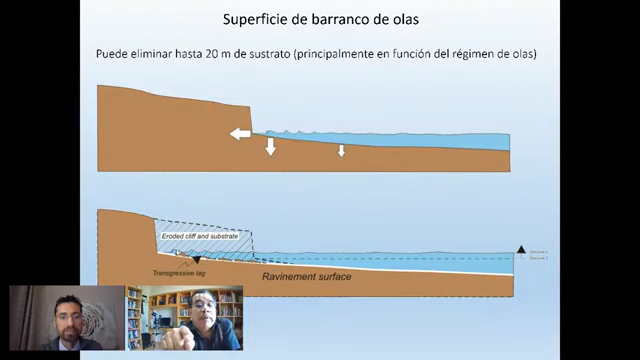 Superficie de barranco de olas
Puede eliminar hasta 20 m de sustrato (principalmente en función del régimen de olas)
Eroded cliff and substrate
Transgressive lag
Ravinement surface